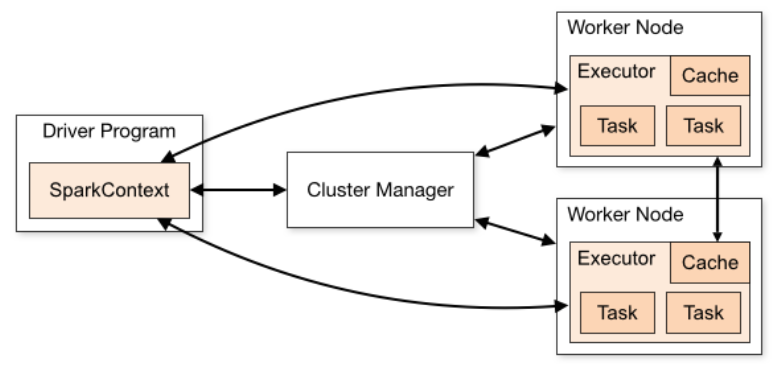 Driver Program
SparkContext
Cluster Manager
Worker Node
Executor
Cache
Task
Task
Worker Node
Executor
Cache
Task
Task